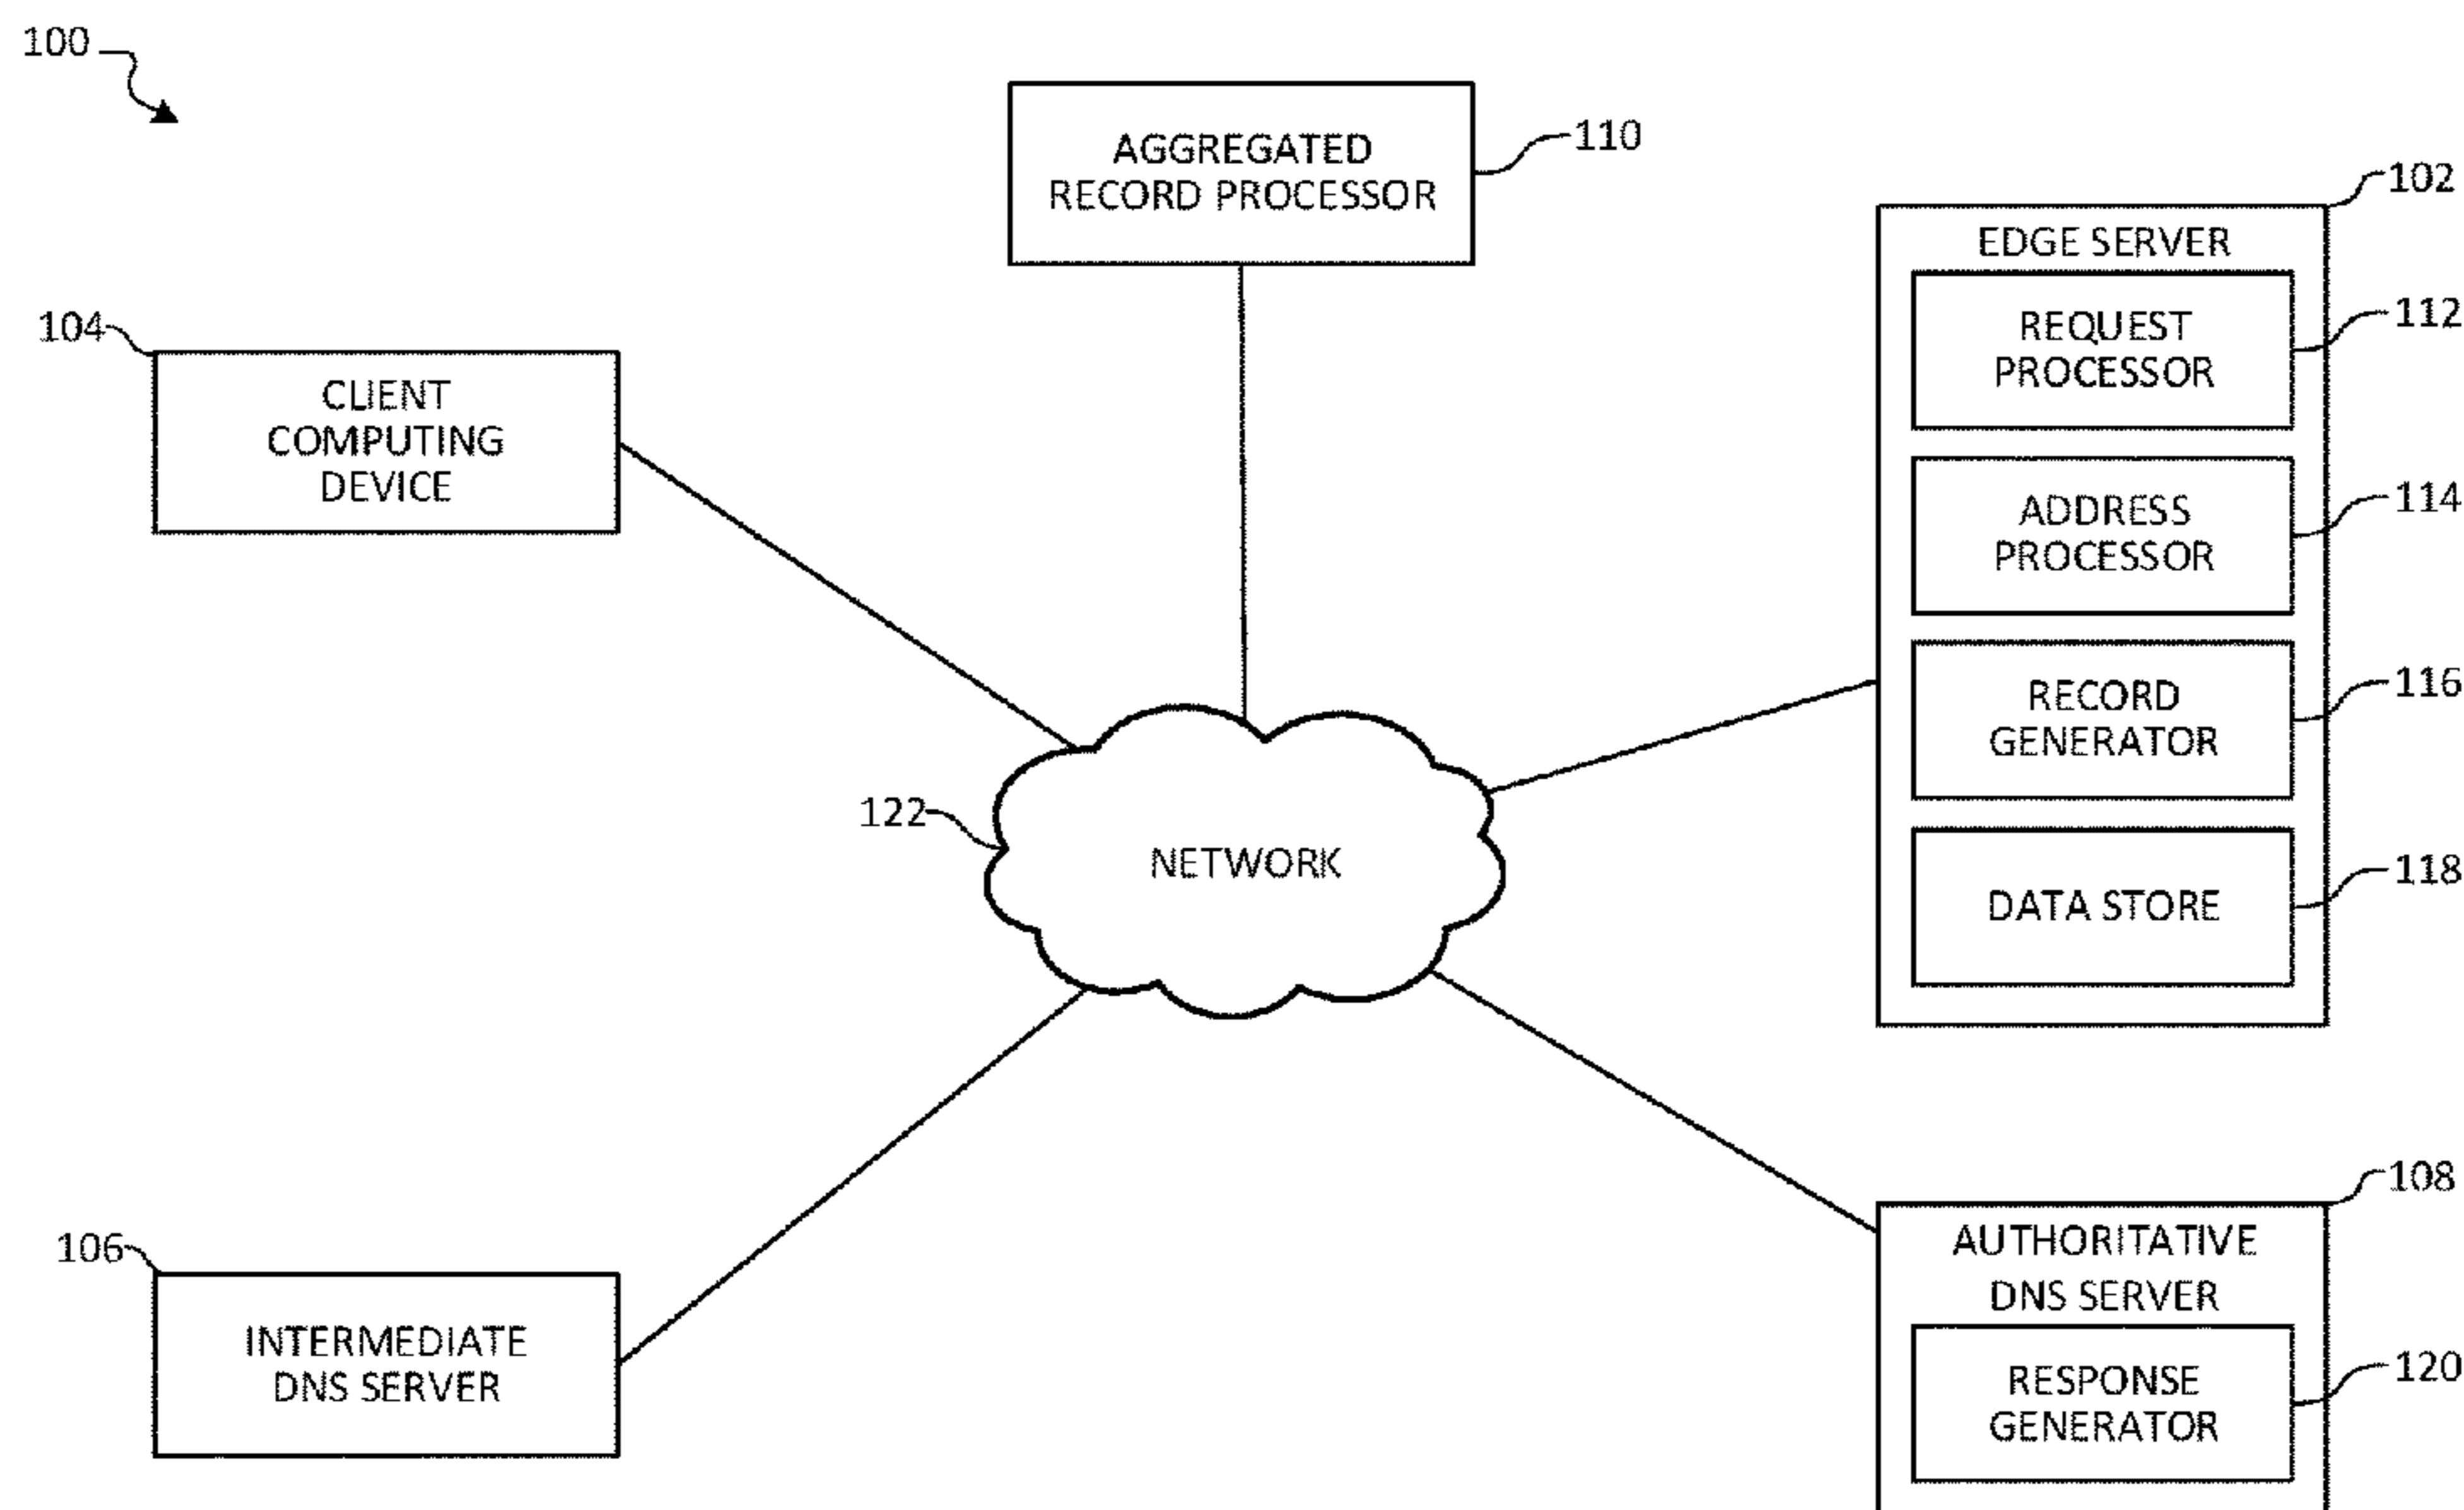 100
AGGREGATED
RECORD PROCESSOR
110
102
EDGE SERVER
REQUEST
PROCESSOR
112
104
CLIENT
COMPUTING
DEVICE
ADDRESS
PROCESSOR
114
RECORD
GENERATOR
116
122
NETWORK
DATA STORE
118
108
AUTHORITATIVE
DNS SERVER
106
INTERMEDIATE
DNS SERVER
RESPONSE
GENERATOR
120